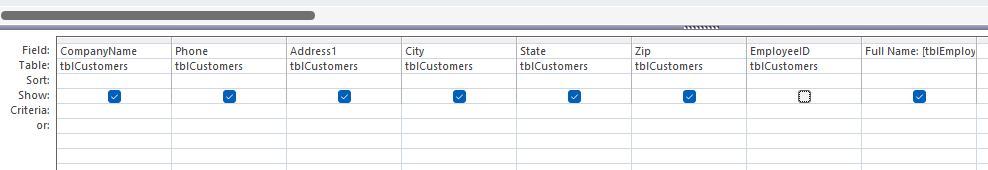 Field: CompanyName Phone Address1 City State Zip EmployeeID Full Name: [tblEmploy
Table: tblCustomers tblCustomers tblCustomers tblCustomers tblCustomers tblCustomers tblCustomers
Sort:
Show:
Criteria:
or: